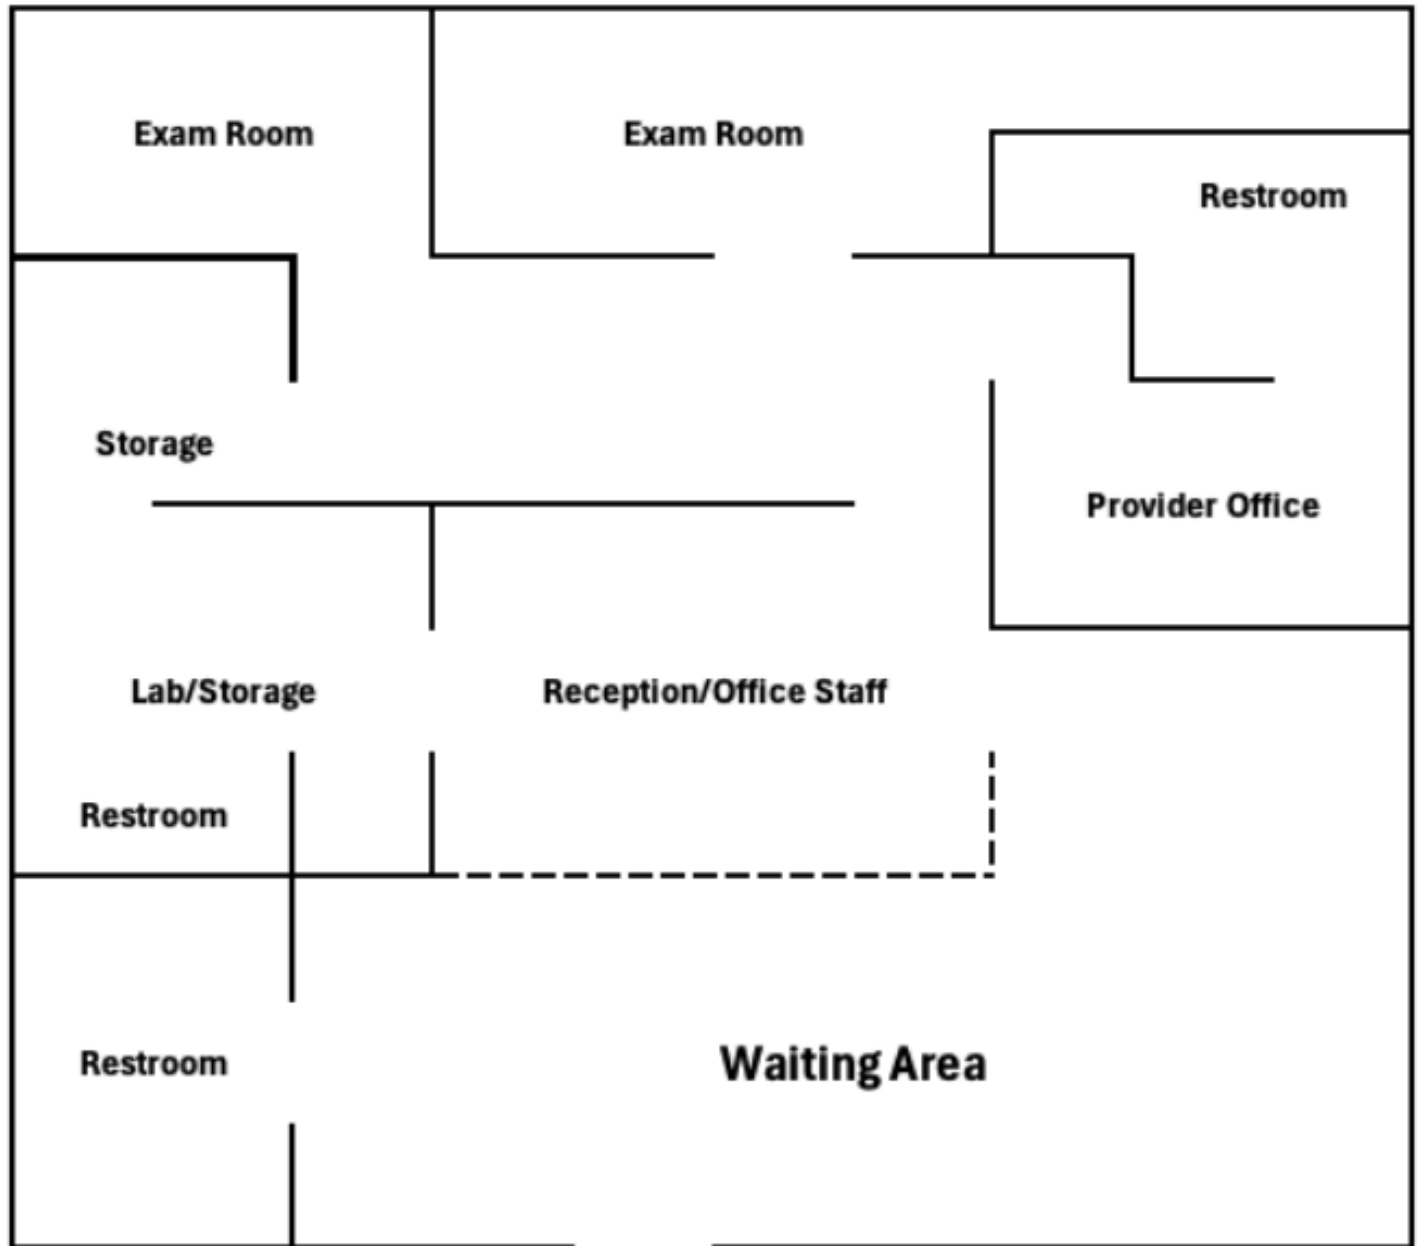 Exam Room
Exam Room
Restroom
Storage
Provider Office
Lab/Storage
Reception/Office Staff
Restroom
Restroom
Waiting Area